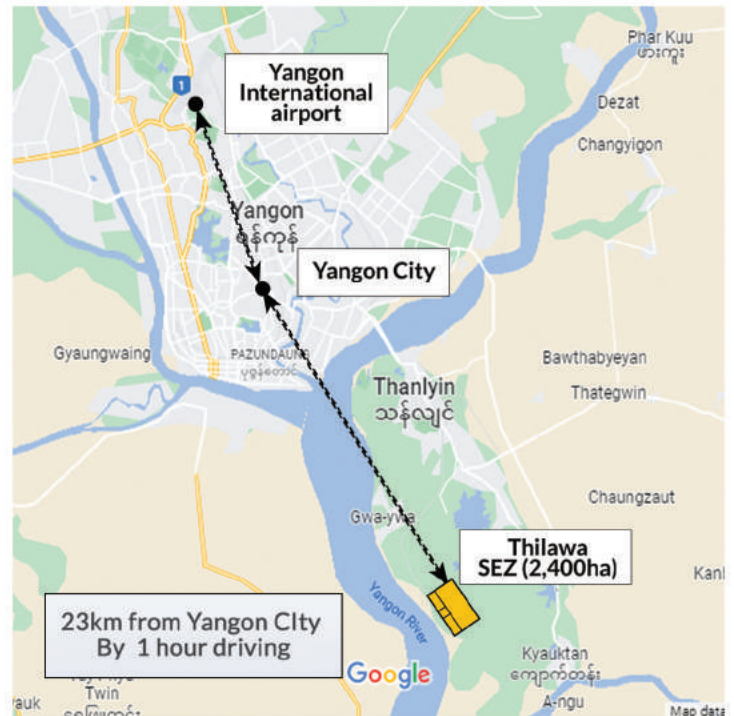 Phar Kuu
ဖားကူး
1
Yangon
International
airport
Dezat
Changyigon
Yangon
ရန်ကုန်
Yangon City
Gyaungwaing
PAZUNDAUNG
ပုဇွန်တောင်
Bawthabyeyan
Thanlyin
သန်လျင်
Thategwin
Chaungzaut
Gwa-ywa
Thilawa
SEZ (2,400ha)
23km from Yangon CIty
By 1 hour driving
Yangon River
Kyauktan
ကျောက်တန်း
Google
Twin
A-ngu
Map data